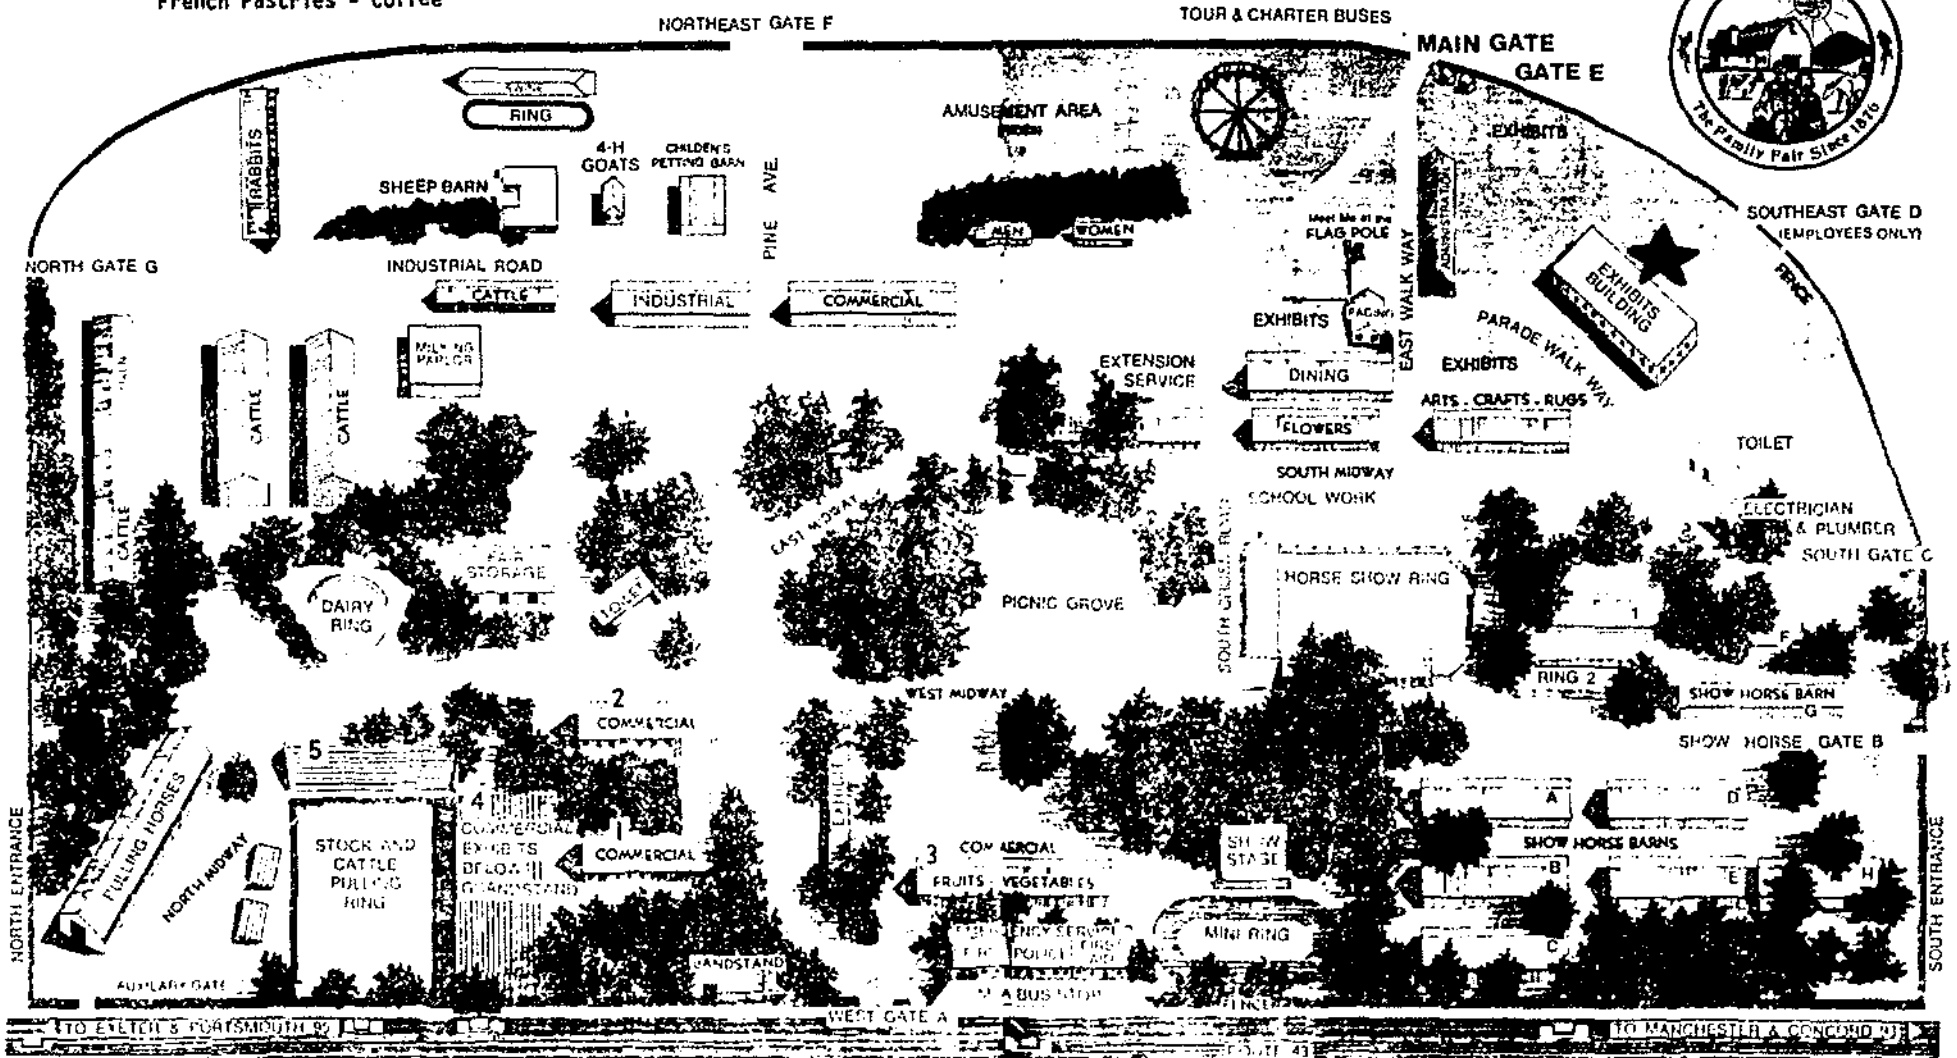 French Pastries - Coffee
NORTHEAST GATE F
TOUR & CHARTER BUSES
MAIN GATE
GATE E
The Family Fair Since 1876
RING
AMUSEMENT AREA
EXHIBITS
RABBITS
4-H
GOATS
CHILDEN'S
PETTING BARN
SHEEP BARN
PINE AVE.
MEN
WOMEN
Meet Me at the
FLAG POLE
ADMINISTRATION
SOUTHEAST GATE D
(EMPLOYEES ONLY)
FENCE
NORTH GATE G
INDUSTRIAL ROAD
CATTLE
INDUSTRIAL
COMMERCIAL
EXHIBITS
PAGING
EAST WALK WAY
EXHIBITS
BUILDING
PARADE WALK WAY
MILKING
PARLOR
CATTLE
CATTLE
CATTLE
EXTENSION
SERVICE
DINING
EXHIBITS
FLOWERS
ARTS - CRAFTS - RUGS
SOUTH MIDWAY
SCHOOL WORK
TOILET
ELECTRICIAN
& PLUMBER
SOUTH GATE C
EAST MIDWAY
STORAGE
TOILET
DAIRY
RING
PICNIC GROVE
HORSE SHOW RING
1
RING 2
F
SHOW HORSE BARN
G
WEST MIDWAY
2
COMMERCIAL
SHOW HORSE GATE B
5
PULLING HORSES
NORTH MIDWAY
STOCK AND
CATTLE
PULLING
RING
4
COMMERCIAL
EXHIBITS
BELOW
GRANDSTAND
1
COMMERCIAL
3
COMMERCIAL
FRUITS - VEGETABLES
SHOW
STAGE
MINI RING
A
D
SHOW HORSE BARNS
B
E
H
C
NORTH ENTRANCE
SOUTH ENTRANCE
AUXILARY GATE
BANDSTAND
POLICE
FIRST
AID
BUS STOP
FENCE
WEST GATE A
TO EXETER & PORTSMOUTH 95
TO MANCHESTER & CONCORD 93